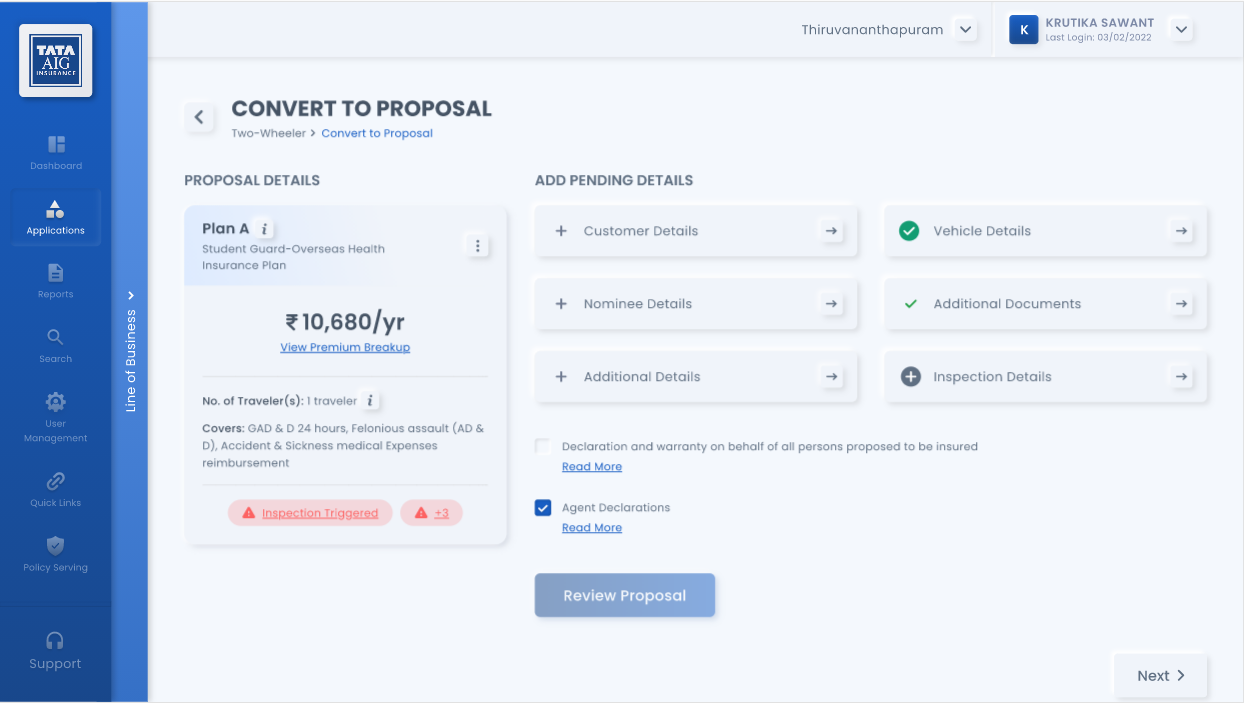 TATA
AIG
INSURANCE
Dashboard
Applications
Reports
Search
User
Management
Quick Links
Policy Serving
Support
Line of Business
Thiruvananthapuram
K
KRUTIKA SAWANT
Last Login: 03/02/2022
CONVERT TO PROPOSAL
Two-Wheeler > Convert to Proposal
PROPOSAL DETAILS
Plan A i
Student Guard-Overseas Health
Insurance Plan
₹ 10,680/yr
View Premium Breakup
No. of Traveler(s): 1 traveler i
Covers: GAD & D 24 hours, Felonious assault (AD &
D), Accident & Sickness medical Expenses
reimbursement
Inspection Triggered
+3
ADD PENDING DETAILS
Customer Details
Vehicle Details
Nominee Details
Additional Documents
Additional Details
Inspection Details
Declaration and warranty on behalf of all persons proposed to be insured
Read More
Agent Declarations
Read More
Review Proposal
Next